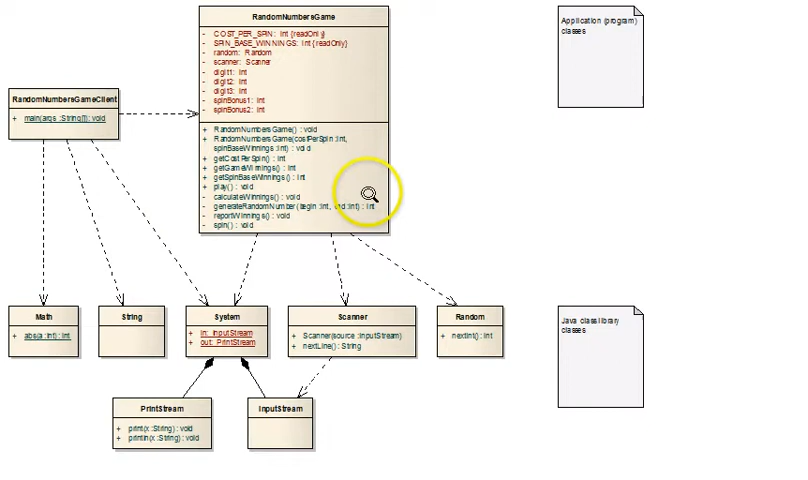 RandomNumbersGame
- COST_PER_SPIN: int {readOnly}
- SPIN_BASE_WINNINGS: int {readOnly}
- random: Random
- scanner: Scanner
- digit1: int
- digit2: int
- digit3: int
- spinBonus1: int
- spinBonus2: int
+ RandomNumbersGame() : void
+ RandomNumbersGame(costPerSpin :int,
spinBaseWinnings :int) : void
+ getCostPerSpin() : int
+ getGameWinnings() : int
+ getSpinBaseWinnings() : int
+ play() : void
- calculateWinnings() : void
- generateRandomNumber(begin :int, end :int) : int
- reportWinnings() : void
- spin() : void
Application (program)
classes
RandomNumbersGameClient
+ main(args :String[]) : void
Math
+ abs(a :int) : int
String
System
+ in: InputStream
+ out: PrintStream
Scanner
+ Scanner(source :InputStream)
+ nextLine() : String
Random
+ nextInt() : int
Java class library
classes
PrintStream
+ print(x :String) : void
+ println(x :String) : void
InputStream